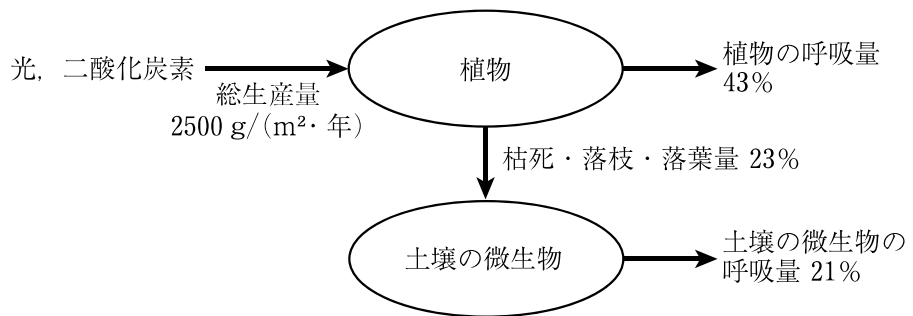 光，二酸化炭素
総生産量
2500 g/(m²・年)
植物
植物の呼吸量
43%
枯死・落枝・落葉量 23%
土壌の微生物
土壌の微生物の
呼吸量 21%